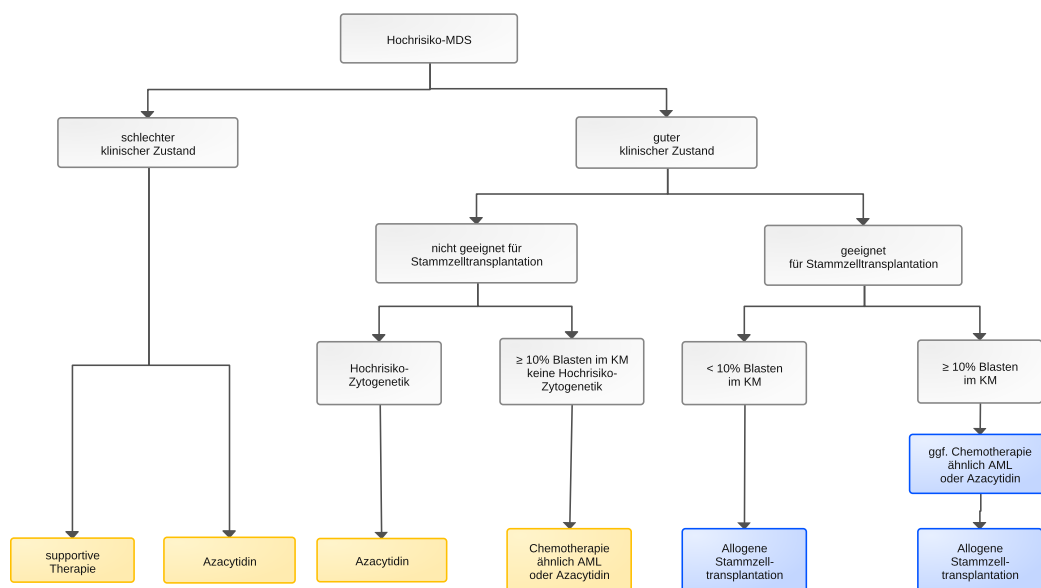 Hochrisiko-MDS
schlechter
klinischer Zustand
guter
klinischer Zustand
nicht geeignet für
Stammzelltransplantation
geeignet
für Stammzelltransplantation
Hochrisiko-
Zytogenetik
≥ 10% Blasten im KM
keine Hochrisiko-
Zytogenetik
< 10% Blasten
im KM
≥ 10% Blasten
im KM
ggf. Chemotherapie
ähnlich AML
oder Azacytidin
supportive
Therapie
Azacytidin
Azacytidin
Chemotherapie
ähnlich AML
oder Azacytidin
Allogene
Stammzell-
transplantation
Allogene
Stammzell-
transplantation